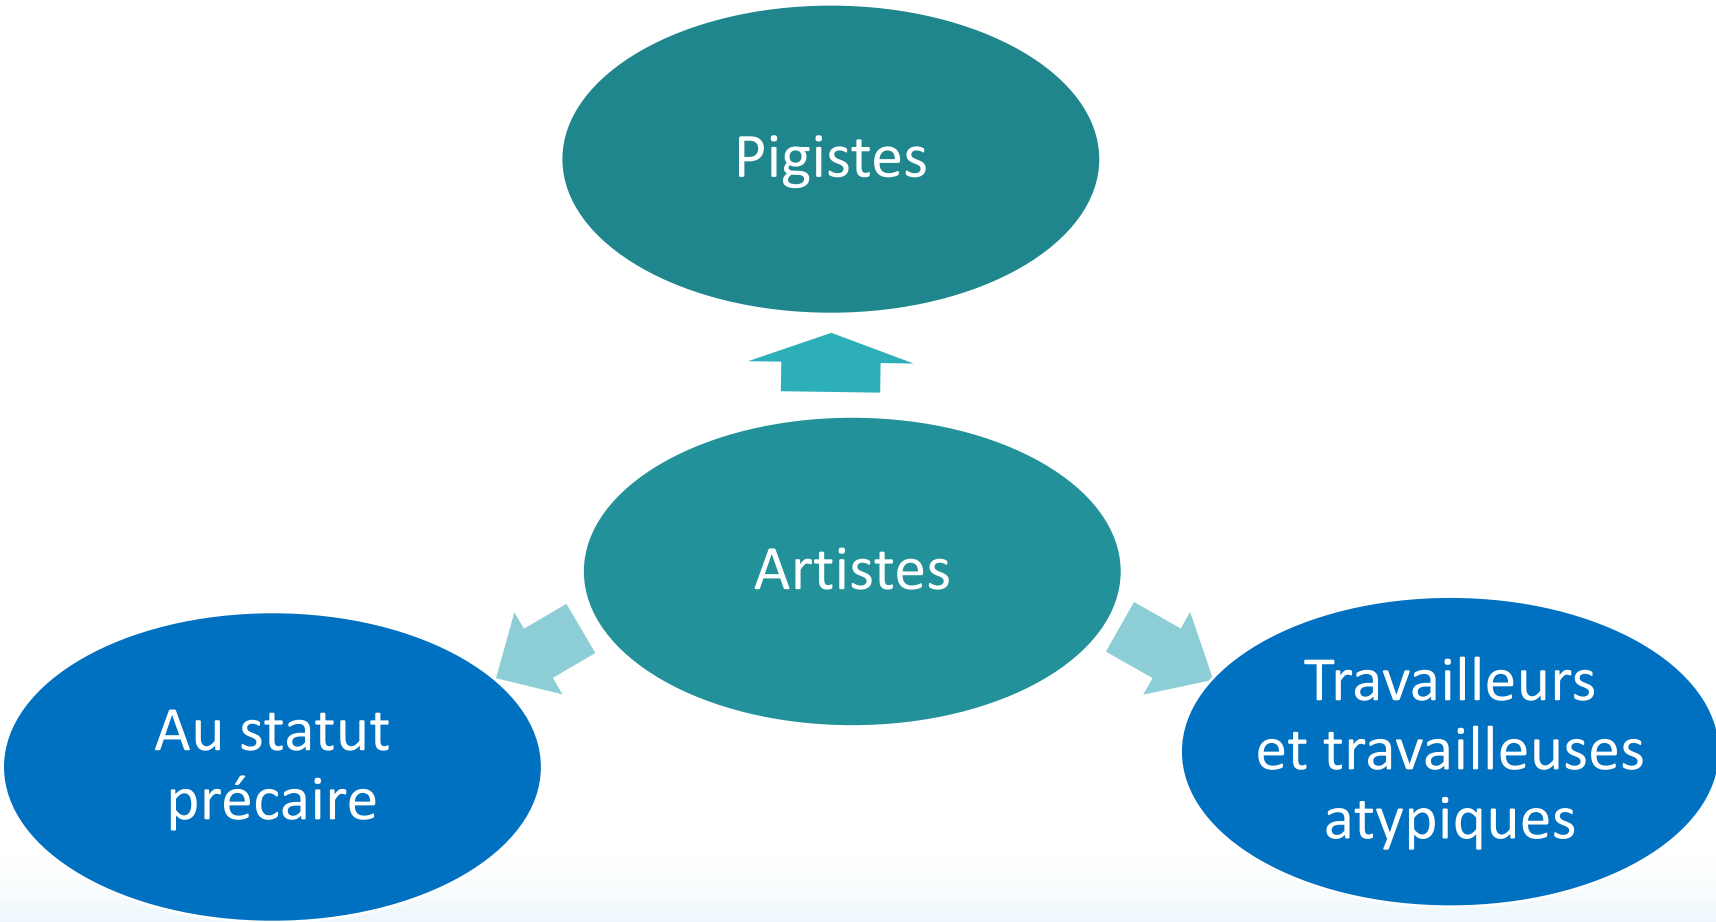 Pigistes
Artistes
Au statut
précaire
Travailleurs
et travailleuses
atypiques